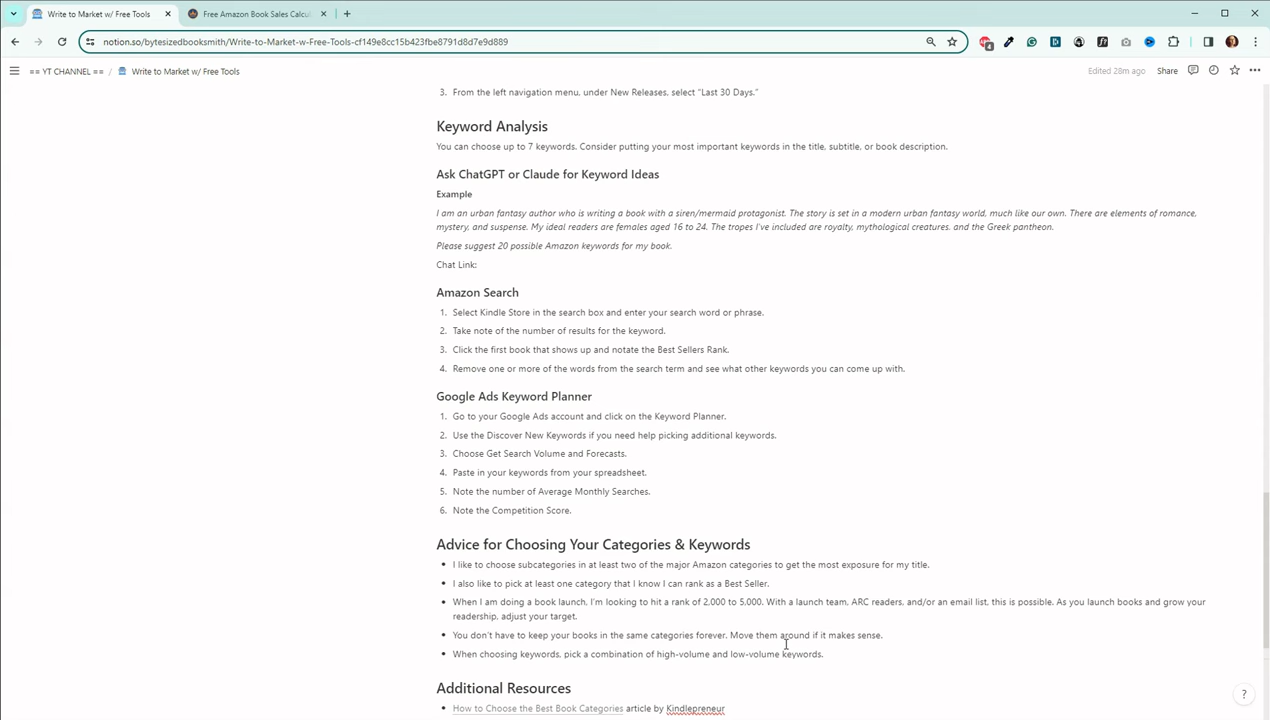 Write to Market w/ Free Tools
Free Amazon Book Sales Calcul
notion.so/bytesizedbooksmith/Write-to-Market-w-Free-Tools-cf149e8cc15b423fbe8791d8d7e9d889
== YT CHANNEL == / Write to Market w/ Free Tools
Edited 28m ago
Share
3. From the left navigation menu, under New Releases, select "Last 30 Days."
Keyword Analysis
You can choose up to 7 keywords. Consider putting your most important keywords in the title, subtitle, or book description.
Ask ChatGPT or Claude for Keyword Ideas
Example
I am an urban fantasy author who is writing a book with a siren/mermaid protagonist. The story is set in a modern urban fantasy world, much like our own. There are elements of romance,
mystery, and suspense. My ideal readers are females aged 16 to 24. The tropes I've included are royalty, mythological creatures, and the Greek pantheon.
Please suggest 20 possible Amazon keywords for my book.
Chat Link:
Amazon Search
1. Select Kindle Store in the search box and enter your search word or phrase.
2. Take note of the number of results for the keyword.
3. Click the first book that shows up and notate the Best Sellers Rank.
4. Remove one or more of the words from the search term and see what other keywords you can come up with.
Google Ads Keyword Planner
1. Go to your Google Ads account and click on the Keyword Planner.
2. Use the Discover New Keywords if you need help picking additional keywords.
3. Choose Get Search Volume and Forecasts.
4. Paste in your keywords from your spreadsheet.
5. Note the number of Average Monthly Searches.
6. Note the Competition Score.
Advice for Choosing Your Categories & Keywords
• I like to choose subcategories in at least two of the major Amazon categories to get the most exposure for my title.
• I also like to pick at least one category that I know I can rank as a Best Seller.
• When I am doing a book launch, I'm looking to hit a rank of 2,000 to 5,000. With a launch team, ARC readers, and/or an email list, this is possible. As you launch books and grow your
readership, adjust your target.
• You don't have to keep your books in the same categories forever. Move them around if it makes sense.
• When choosing keywords, pick a combination of high-volume and low-volume keywords.
Additional Resources
• How to Choose the Best Book Categories article by Kindlepreneur
?